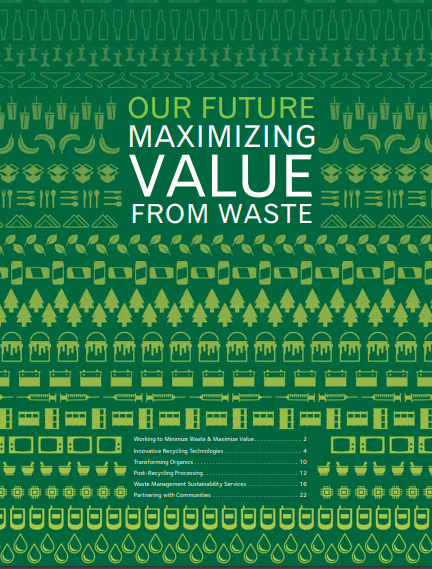 OUR FUTURE
MAXIMIZING
VALUE
FROM WASTE
Working to Minimize Waste & Maximize Value . . . . . . . . . . . . . . 2
Innovative Recycling Technologies . . . . . . . . . . . . . . . . . . . . . . 4
Transforming Organics . . . . . . . . . . . . . . . . . . . . . . . . . . . . . 10
Post-Recycling Processing . . . . . . . . . . . . . . . . . . . . . . . . . . . 12
Waste Management Sustainability Services . . . . . . . . . . . . . . . 16
Partnering with Communities . . . . . . . . . . . . . . . . . . . . . . . . . 22